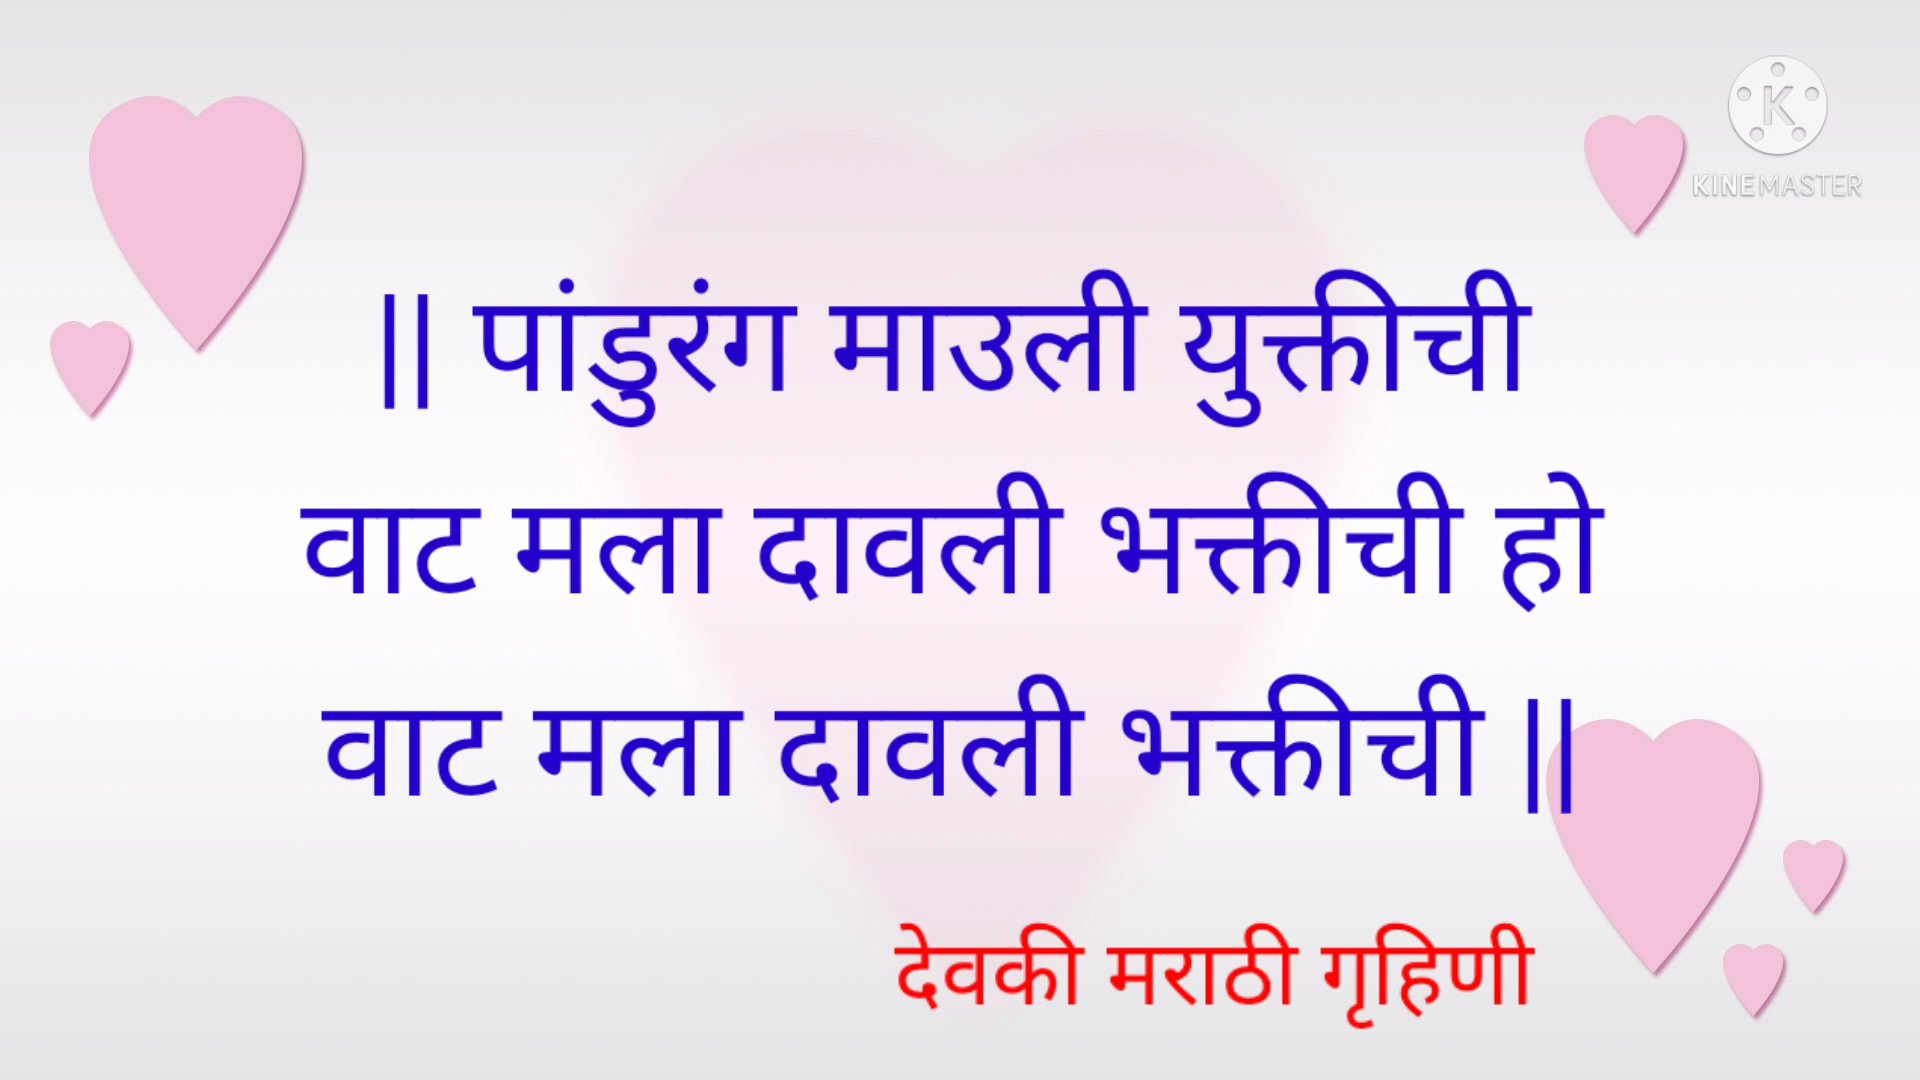 K
KINEMASTER
|| पांडुरंग माउली युक्तीची
वाट मला दावली भक्तीची हो
वाट मला दावली भक्तीची ||
देवकी मराठी गृहिणी